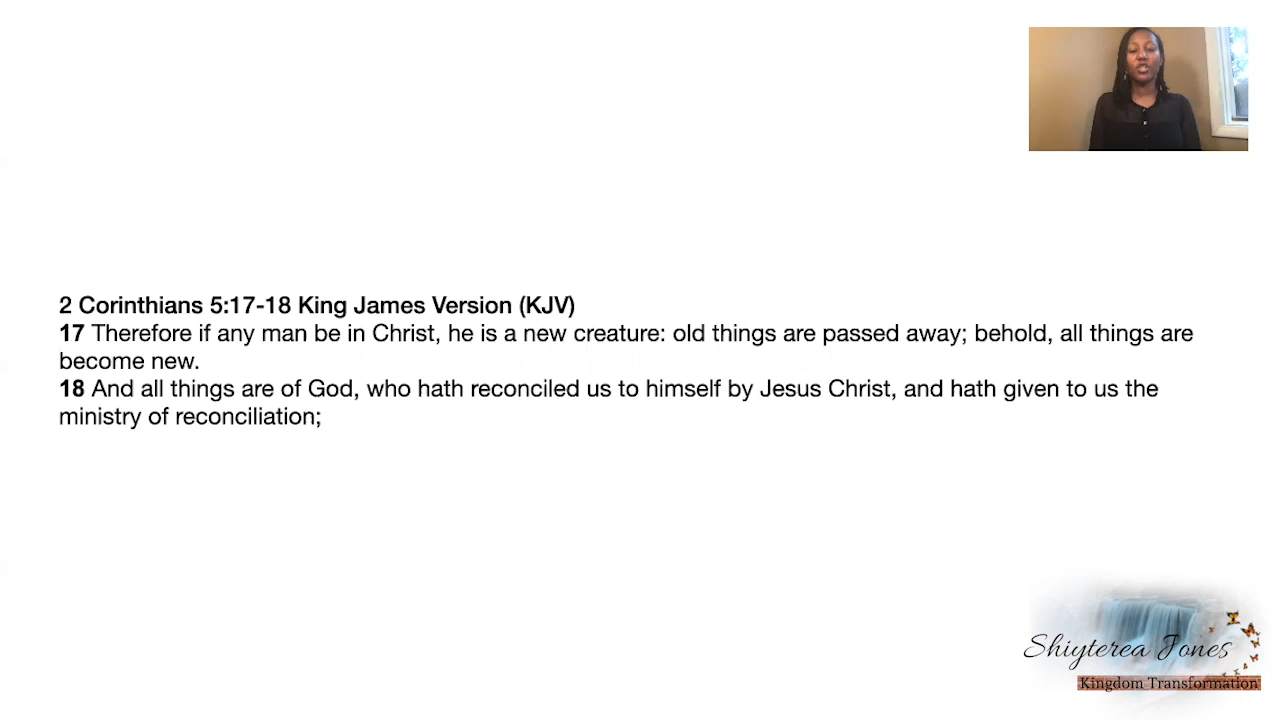 2 Corinthians 5:17-18 King James Version (KJV)
17 Therefore if any man be in Christ, he is a new creature: old things are passed away; behold, all things are
become new.
18 And all things are of God, who hath reconciled us to himself by Jesus Christ, and hath given to us the
ministry of reconciliation;
Shiyterea Jones
Kingdom Transformation